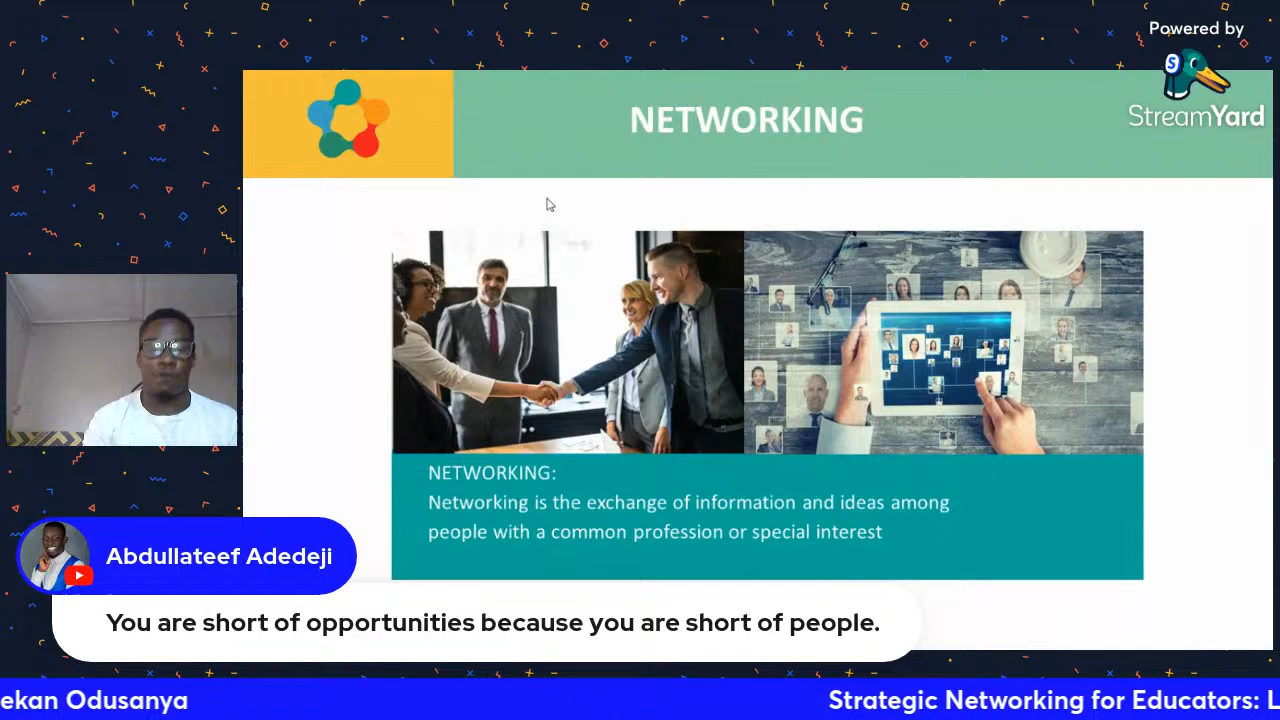 Powered by
StreamYard
NETWORKING
NETWORKING:
Networking is the exchange of information and ideas among
people with a common profession or special interest
Abdullateef Adedeji
You are short of opportunities because you are short of people.
ekan Odusanya
Strategic Networking for Educators: L